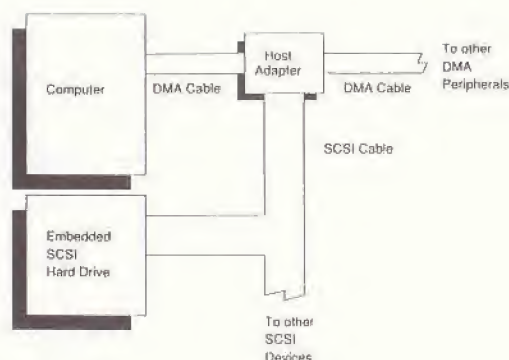 Computer
DMA Cable
Host
Adapter
DMA Cable
To other
DMA
Peripherals
SCSI Cable
Embedded
SCSI
Hard Drive
To other
SCSI
Devices